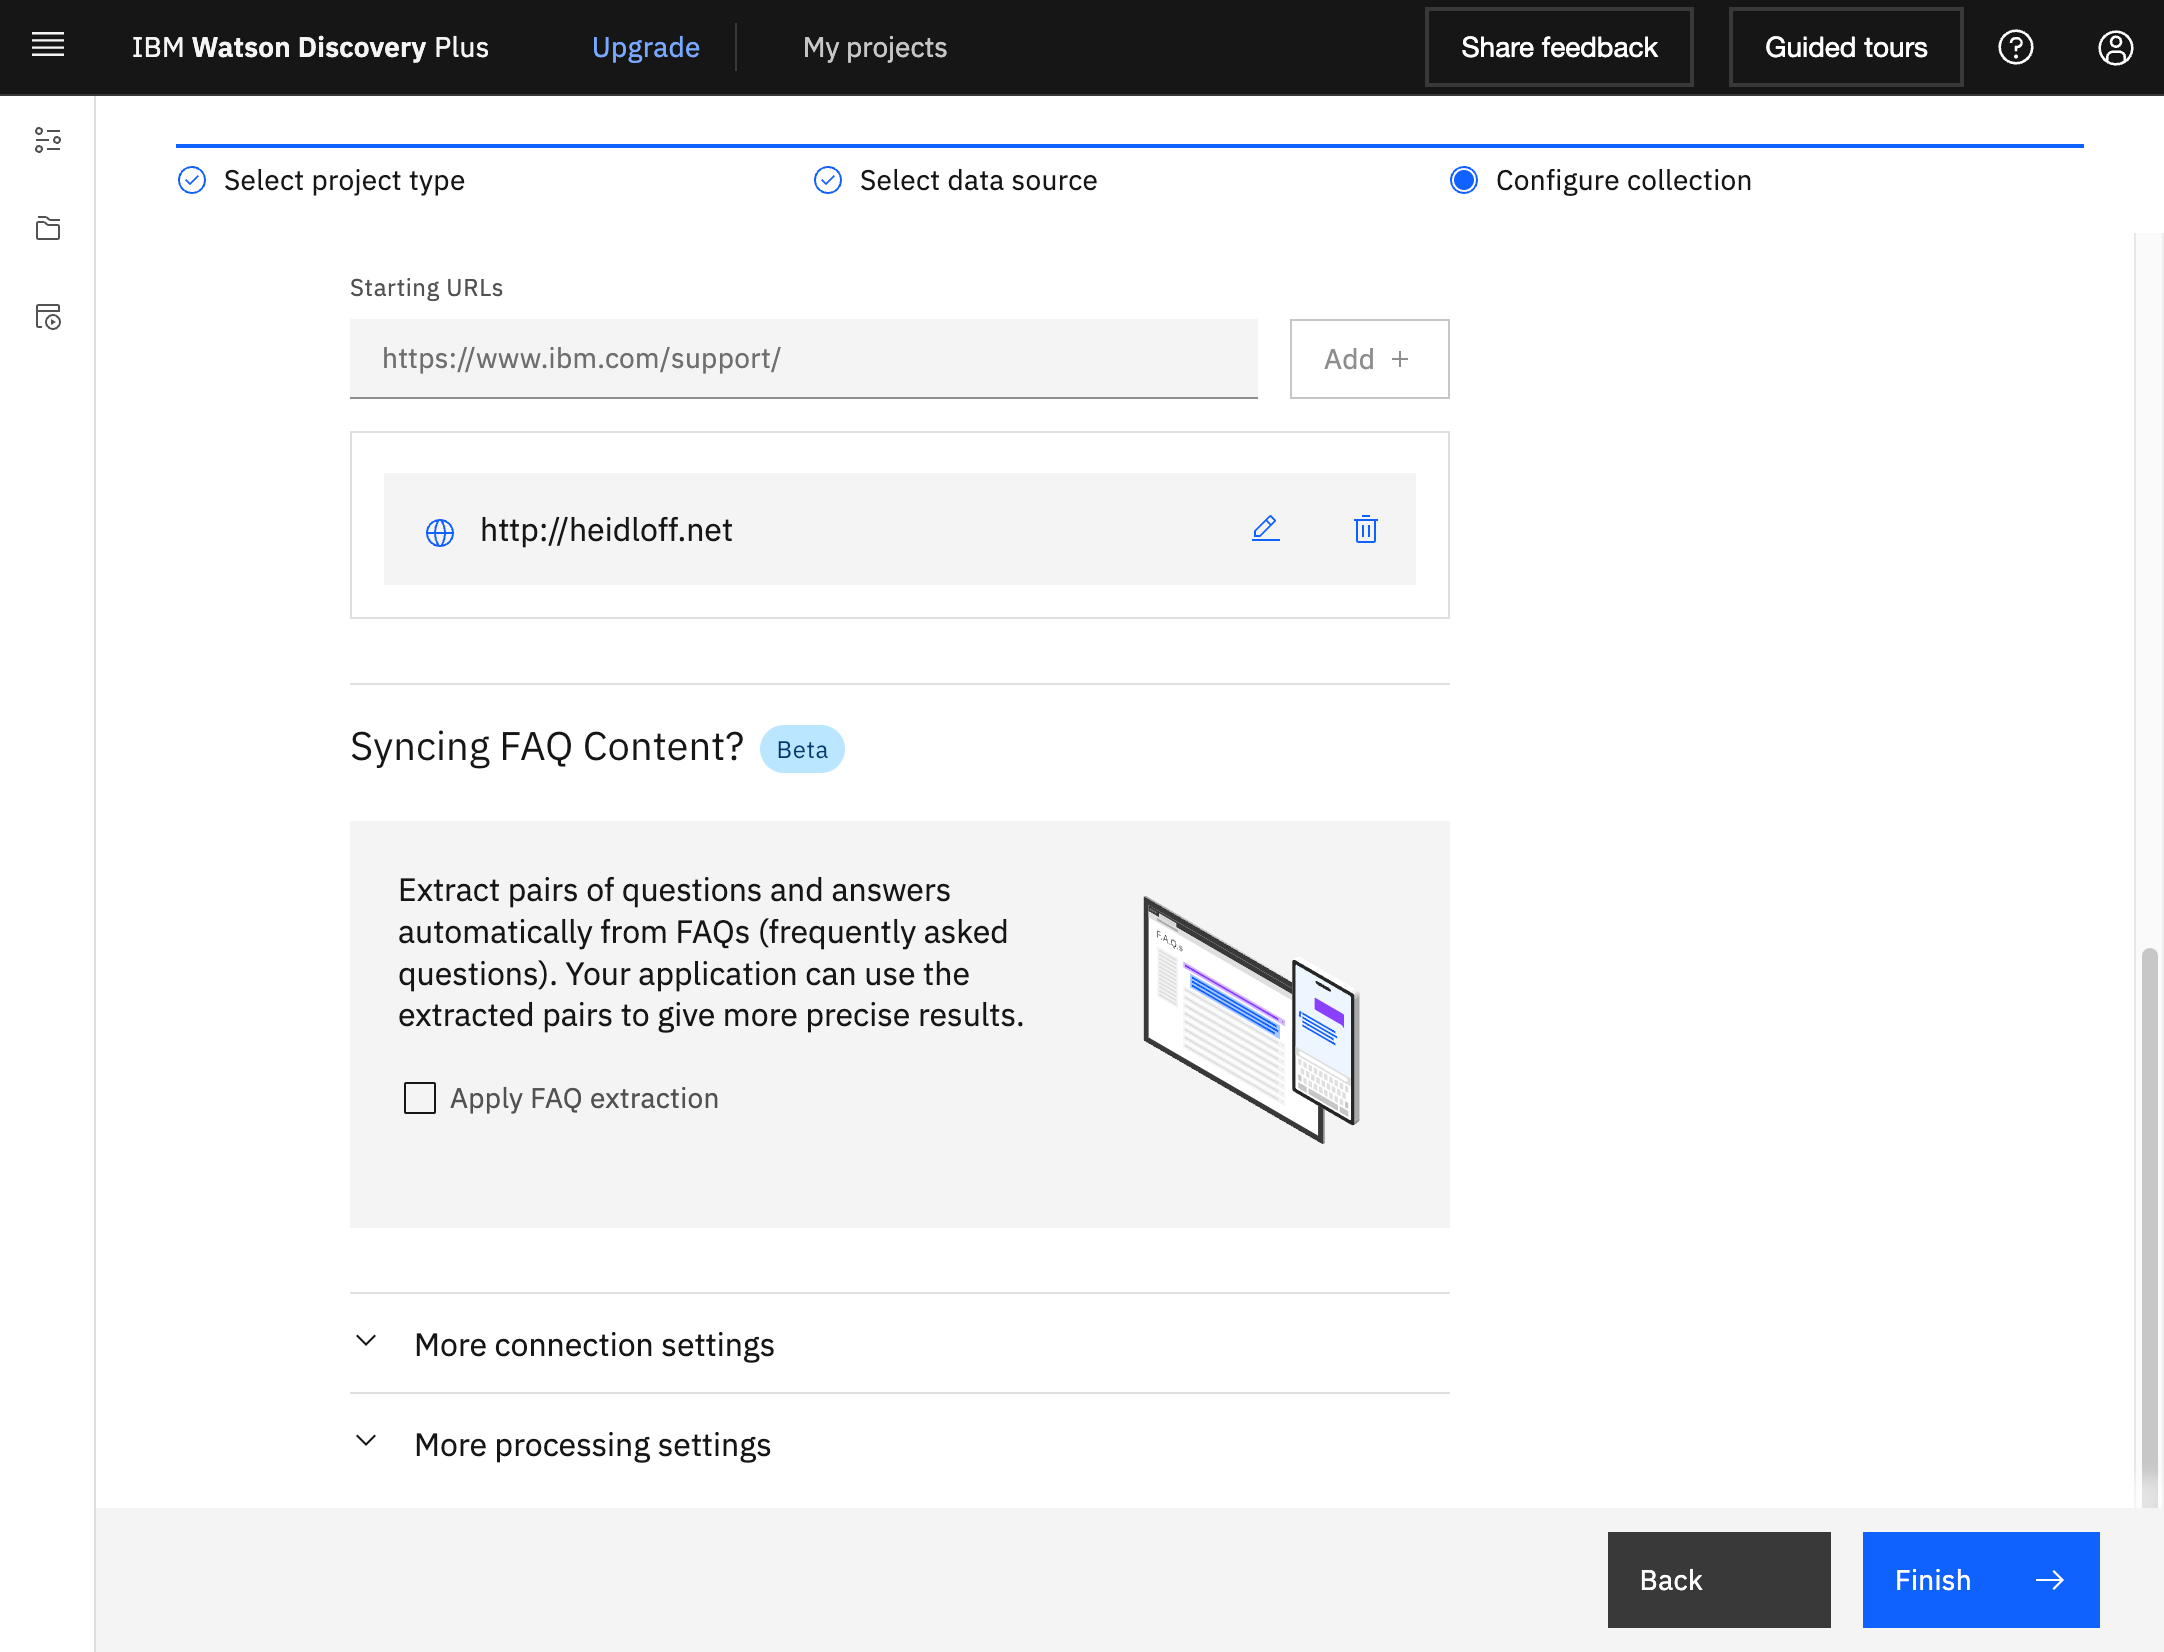 IBM Watson Discovery Plus
Upgrade
My projects
Share feedback
Guided tours
Select project type
Select data source
Configure collection
Starting URLs
https://www.ibm.com/support/
Add +
http://heidloff.net
Syncing FAQ Content?
Beta
Extract pairs of questions and answers
automatically from FAQs (frequently asked
questions). Your application can use the
extracted pairs to give more precise results.
F.A.Q.s
Apply FAQ extraction
More connection settings
More processing settings
Back
Finish